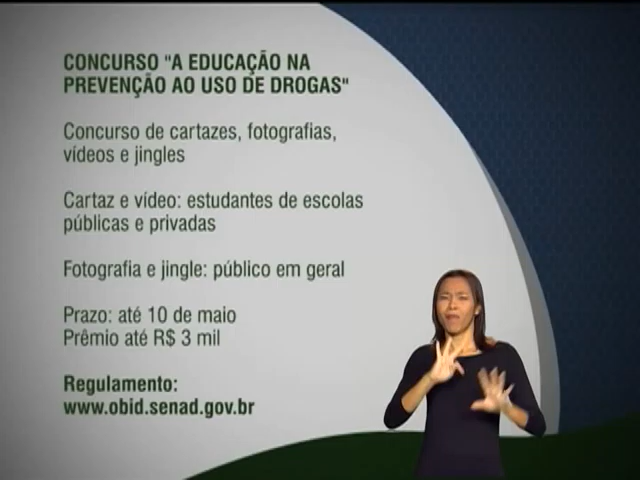 CONCURSO "A EDUCAÇÃO NA
PREVENÇÃO AO USO DE DROGAS"
Concurso de cartazes, fotografias,
vídeos e jingles
Cartaz e vídeo: estudantes de escolas
públicas e privadas
Fotografia e jingle: público em geral
Prazo: até 10 de maio
Prêmio até R$ 3 mil
Regulamento:
www.obid.senad.gov.br